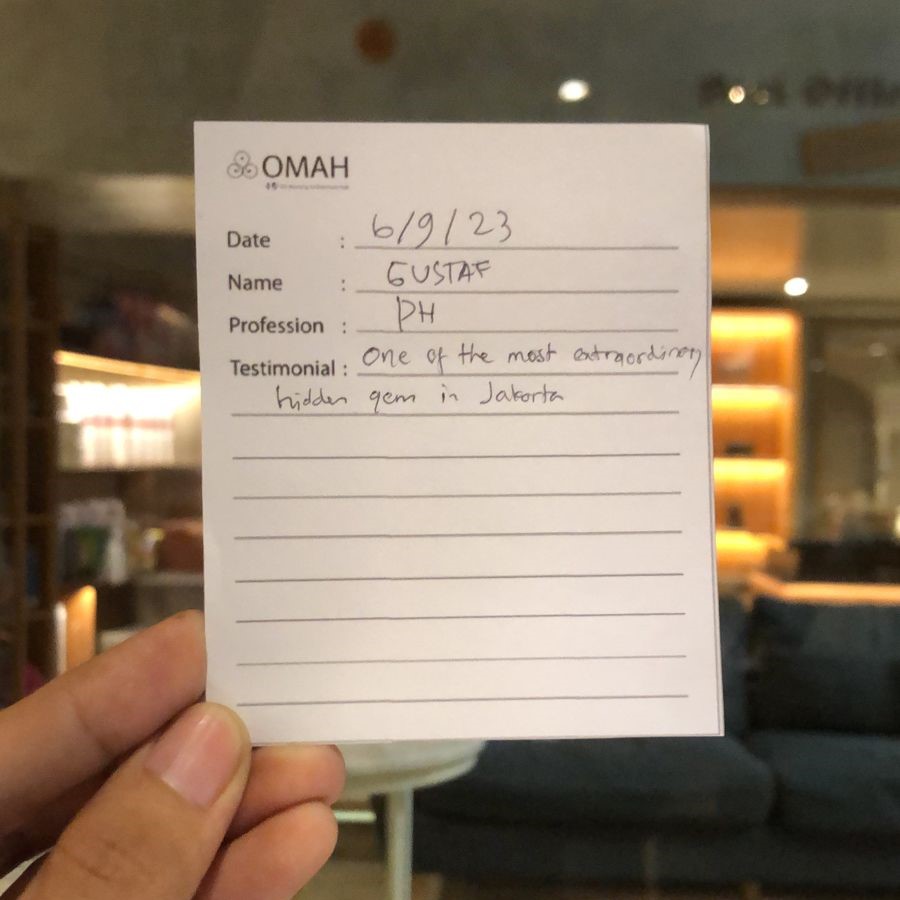 OMAH
Date : 6/9/23
Name : GUSTAF
Profession : PH
Testimonial : One of the most extraordinary
hidden gem in Jakarta